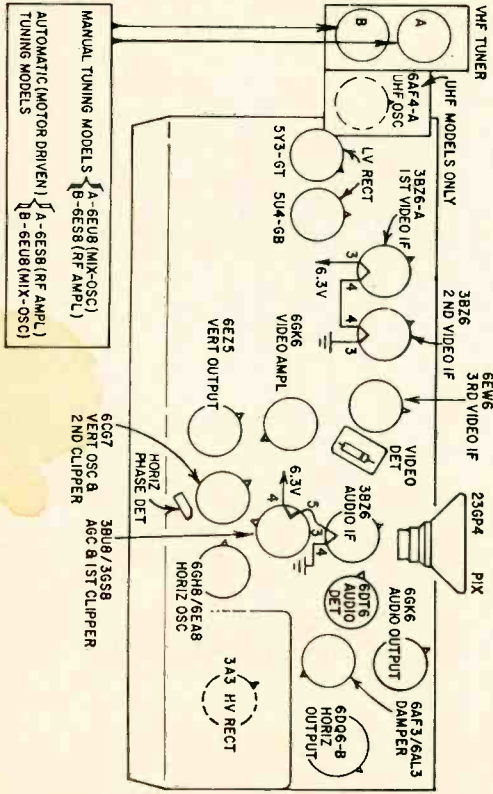 VHF TUNER
A
B
6AF4-A
UHF OSC
UHF MODELS ONLY
MANUAL TUNING MODELS { A-6EU8 (MIX-OSC)
B-6ES8 (RF AMPL)
AUTOMATIC (MOTOR DRIVEN) { A-6ES8 (RF AMPL)
TUNING MODELS B-6EU8 (MIX-OSC)
LV RECT
5Y3-GT
5U4-GB
3BZ6-A
1ST VIDEO IF
3
4
6.3V
3BZ6
2ND VIDEO IF
4
3
6EW6
3RD VIDEO IF
VIDEO
DET
6GK6
VIDEO AMPL
6EZ5
VERT OUTPUT
6CG7
VERT OSC &
2ND CLIPPER
HORIZ
PHASE DET
3BU8/3GS8
AGC & 1ST CLIPPER
6.3V
4
5
3
4
3BZ6
AUDIO IF
23GP4
PIX
6GH8/6EA8
HORIZ OSC
6DT6
AUDIO
DET
6GK6
AUDIO OUTPUT
6AF3/6AL3
DAMPER
6DQ6-B
HORIZ
OUTPUT
3A3 HV RECT